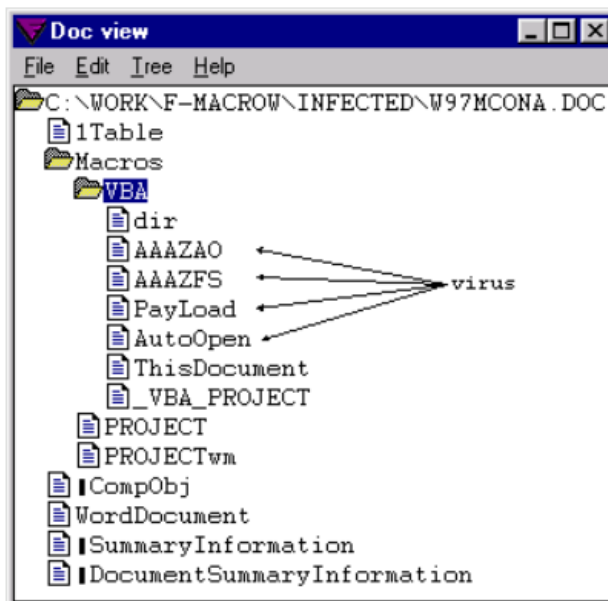 Doc view
File Edit Tree Help
C:\WORK\F-MACROW\INFECTED\W97MCONA.DOC
1Table
Macros
VBA
dir
AAAZAO
AAAZFS
PayLoad
AutoOpen
virus
ThisDocument
_VBA_PROJECT
PROJECT
PROJECTwm
CompObj
WordDocument
SummaryInformation
DocumentSummaryInformation